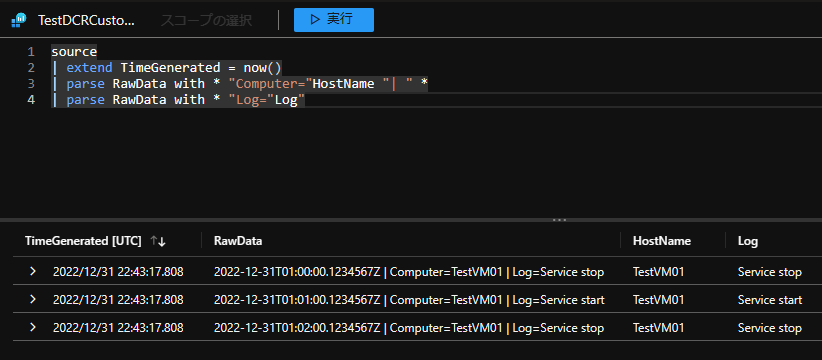 TestDCRCusto... スコープの選択 実行
1 source
2 | extend TimeGenerated = now()
3 | parse RawData with * "Computer="HostName "| " *
4 | parse RawData with * "Log="Log"
TimeGenerated [UTC] RawData HostName Log
2022/12/31 22:43:17.808 2022-12-31T01:00:00.1234567Z | Computer=TestVM01 | Log=Service stop TestVM01 Service stop
2022/12/31 22:43:17.808 2022-12-31T01:01:00.1234567Z | Computer=TestVM01 | Log=Service start TestVM01 Service start
2022/12/31 22:43:17.808 2022-12-31T01:02:00.1234567Z | Computer=TestVM01 | Log=Service stop TestVM01 Service stop